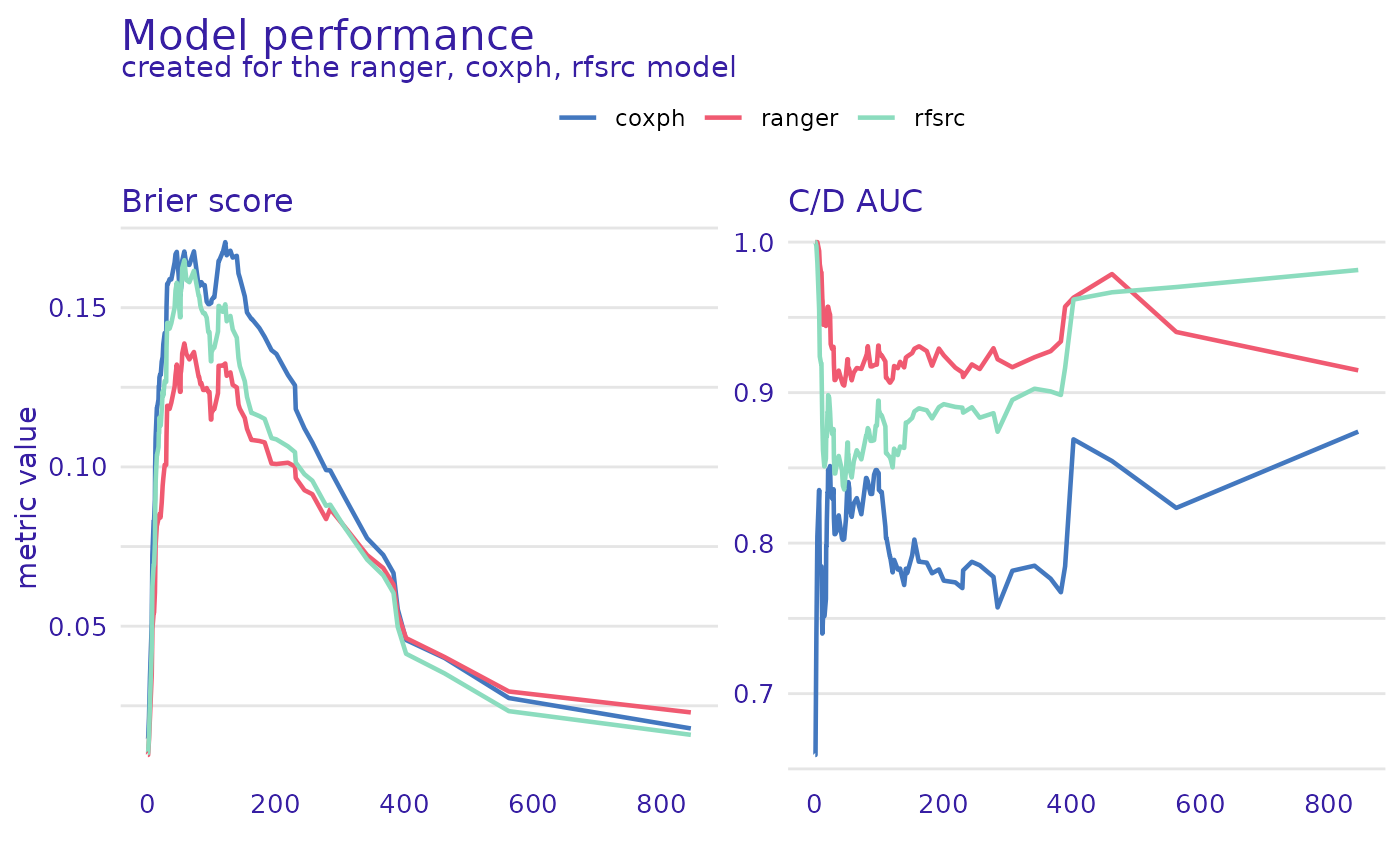 Model performance
created for the ranger, coxph, rfsrc model
coxph ranger rfsrc
Brier score
C/D AUC
metric value
0.15
0.10
0.05
0 200 400 600 800
1.0
0.9
0.8
0.7
0 200 400 600 800